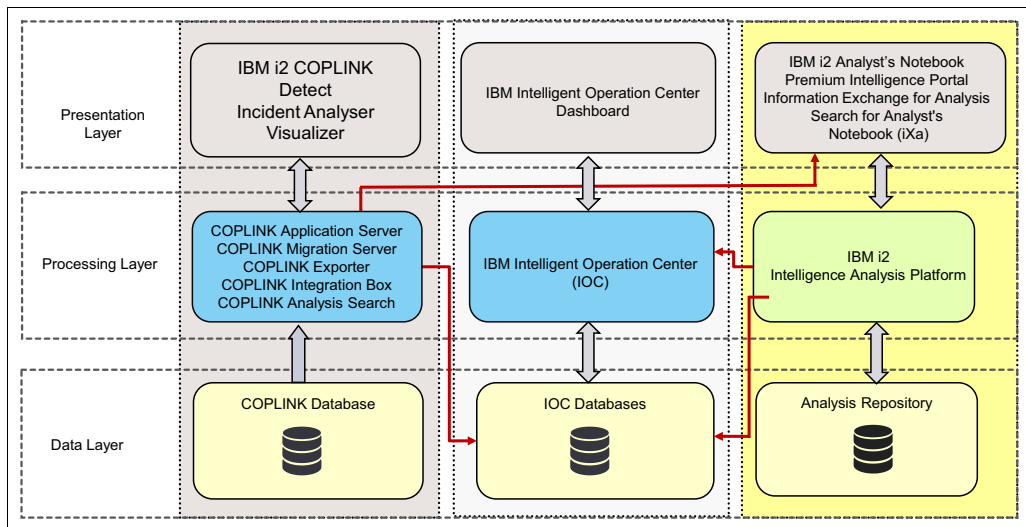 Presentation
Layer
IBM i2 COPLINK
Detect
Incident Analyser
Visualizer
IBM Intelligent Operation Center
Dashboard
IBM i2 Analyst’s Notebook
Premium Intelligence Portal
Information Exchange for Analysis
Search for Analyst's
Notebook (iXa)
Processing Layer
COPLINK Application Server
COPLINK Migration Server
COPLINK Exporter
COPLINK Integration Box
COPLINK Analysis Search
IBM Intelligent Operation Center
(IOC)
IBM i2
Intelligence Analysis Platform
Data Layer
COPLINK Database
IOC Databases
Analysis Repository